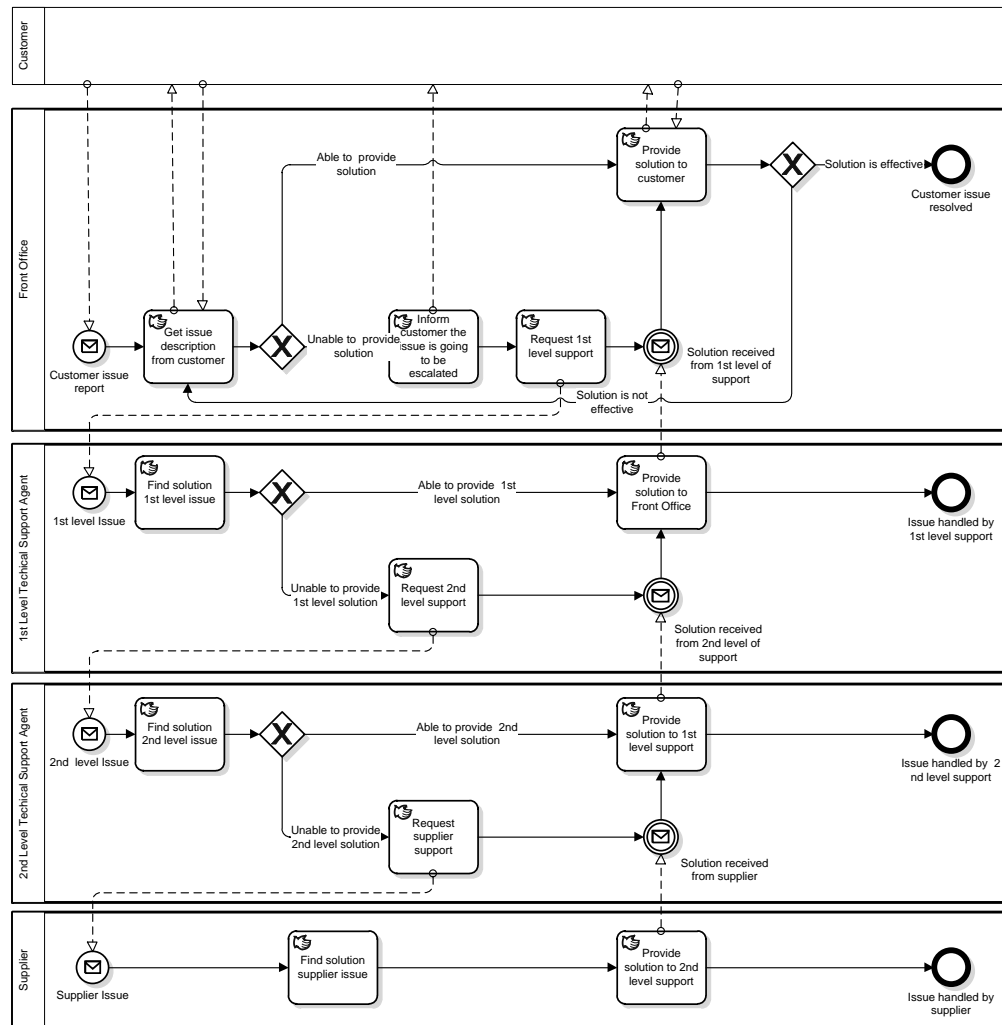 Customer
Front Office
Able to  provide
solution
Provide
solution to
customer
Solution is effective
Customer issue
resolved
Customer issue
report
Get issue
description
from customer
Unable to  provide
solution
Inform
customer the
issue is going
to be
escalated
Request 1st
level support
Solution received
from 1st level of
support
Solution is not
effective
1st Level Techical Support Agent
1st level Issue
Find solution
1st level issue
Able to provide  1st
level solution
Provide
solution to
Front Office
Issue handled by
1st level support
Unable to provide
1st level solution
Request 2nd
level support
Solution received
from 2nd level of
support
2nd Level Techical Support Agent
2nd  level Issue
Find solution
2nd level issue
Able to provide  2nd
level solution
Provide
solution to 1st
level support
Issue handled by  2
nd level support
Unable to provide
2nd level solution
Request
supplier
support
Solution received
from supplier
Supplier
Supplier Issue
Find solution
supplier issue
Provide
solution to 2nd
level support
Issue handled by
supplier